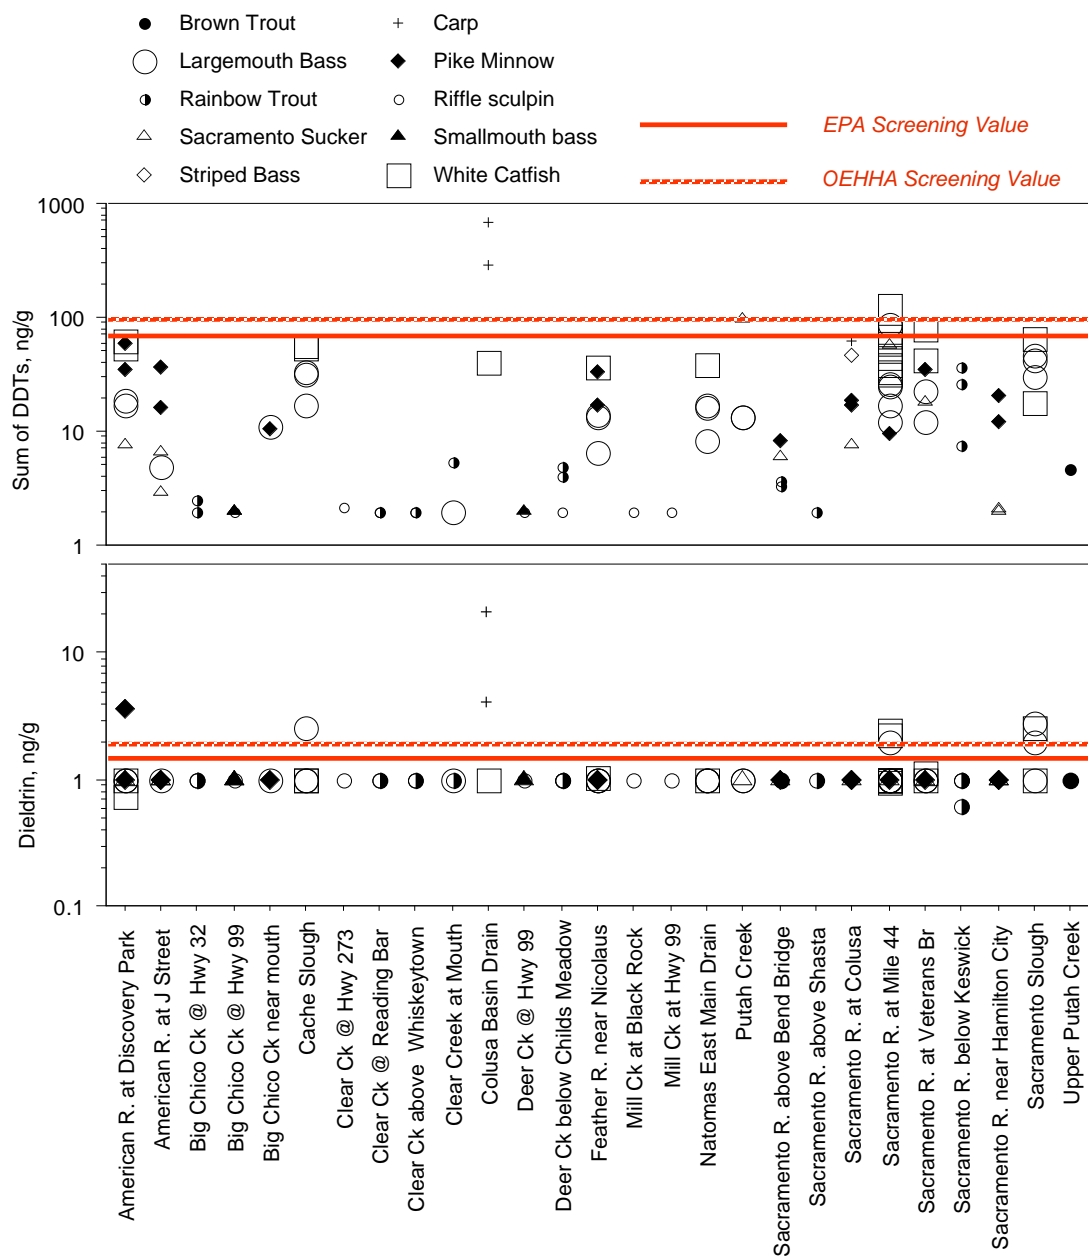 Brown Trout
Carp
Largemouth Bass
Pike Minnow
Rainbow Trout
Riffle sculpin
Sacramento Sucker
Smallmouth bass
Striped Bass
White Catfish
EPA Screening Value
OEHHA Screening Value
Sum of DDTs, ng/g
1000
100
10
1
Dieldrin, ng/g
10
1
0.1
American R. at Discovery Park
American R. at J Street
Big Chico Ck @ Hwy 32
Big Chico Ck @ Hwy 99
Big Chico Ck near mouth
Cache Slough
Clear Ck @ Hwy 273
Clear Ck @ Reading Bar
Clear Ck above  Whiskeytown
Clear Creek at Mouth
Colusa Basin Drain
Deer Ck @ Hwy 99
Deer Ck below Childs Meadow
Feather R. near Nicolaus
Mill Ck at Black Rock
Mill Ck at Hwy 99
Natomas East Main Drain
Putah Creek
Sacramento R. above Bend Bridge
Sacramento R. above Shasta
Sacramento R. at Colusa
Sacramento R. at Mile 44
Sacramento R. at Veterans Br
Sacramento R. below Keswick
Sacramento R. near Hamilton City
Sacramento Slough
Upper Putah Creek